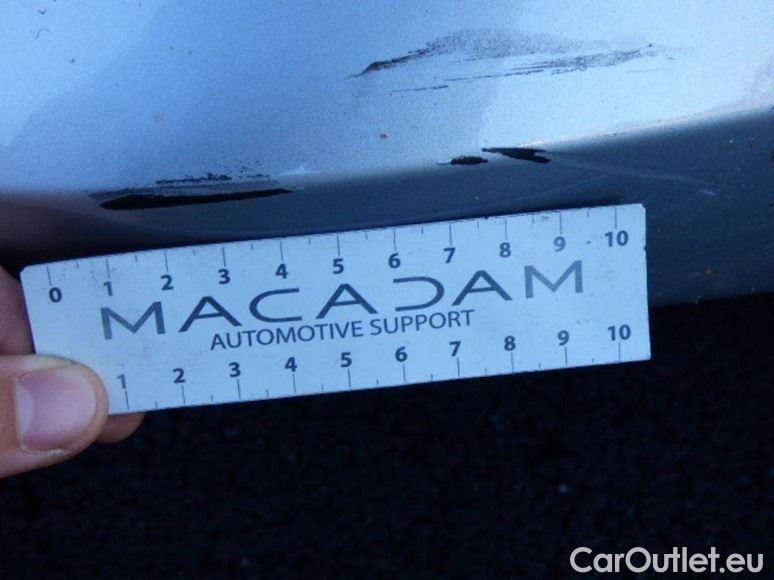 0 1 2 3 4 5 6 7 8 9 10
MACADAM
AUTOMOTIVE SUPPORT
1 2 3 4 5 6 7 8 9 10
CarOutlet.eu